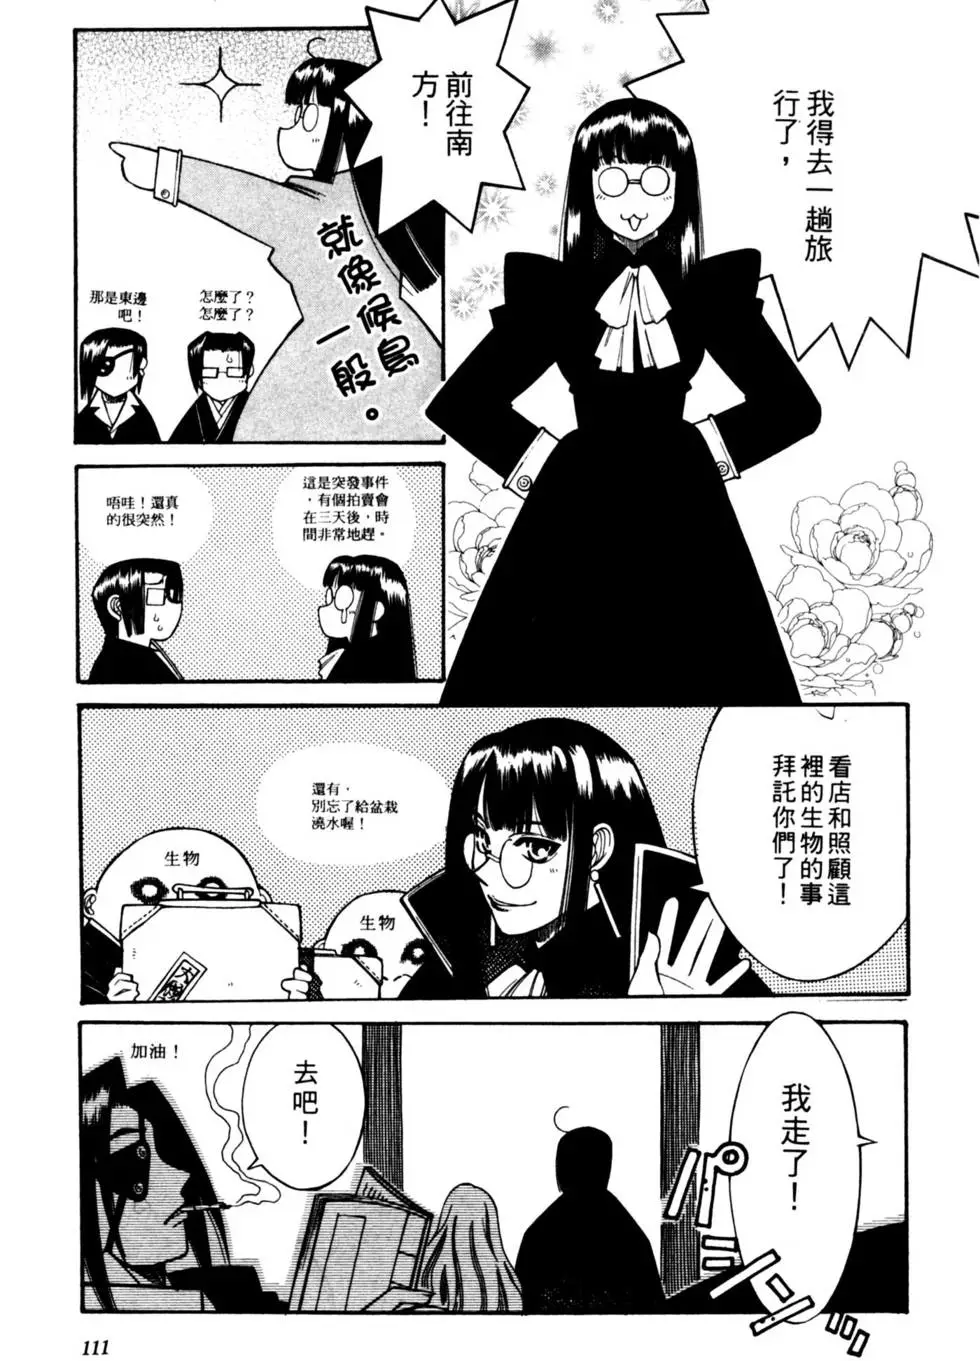 我得去一趟旅
行了，
前往南
方！
就像候鳥
一般。
怎麼了？
怎麼了？
那是東邊
吧！
這是突發事件
，有個拍賣會
在三天後，時
間非常地趕。
唔哇！還真
的很突然！
看店和照顧這
裡的生物的事
拜託你們了！
還有，
別忘了給盆栽
澆水喔！
生物
生物
我走了！
去吧！
加油！
111